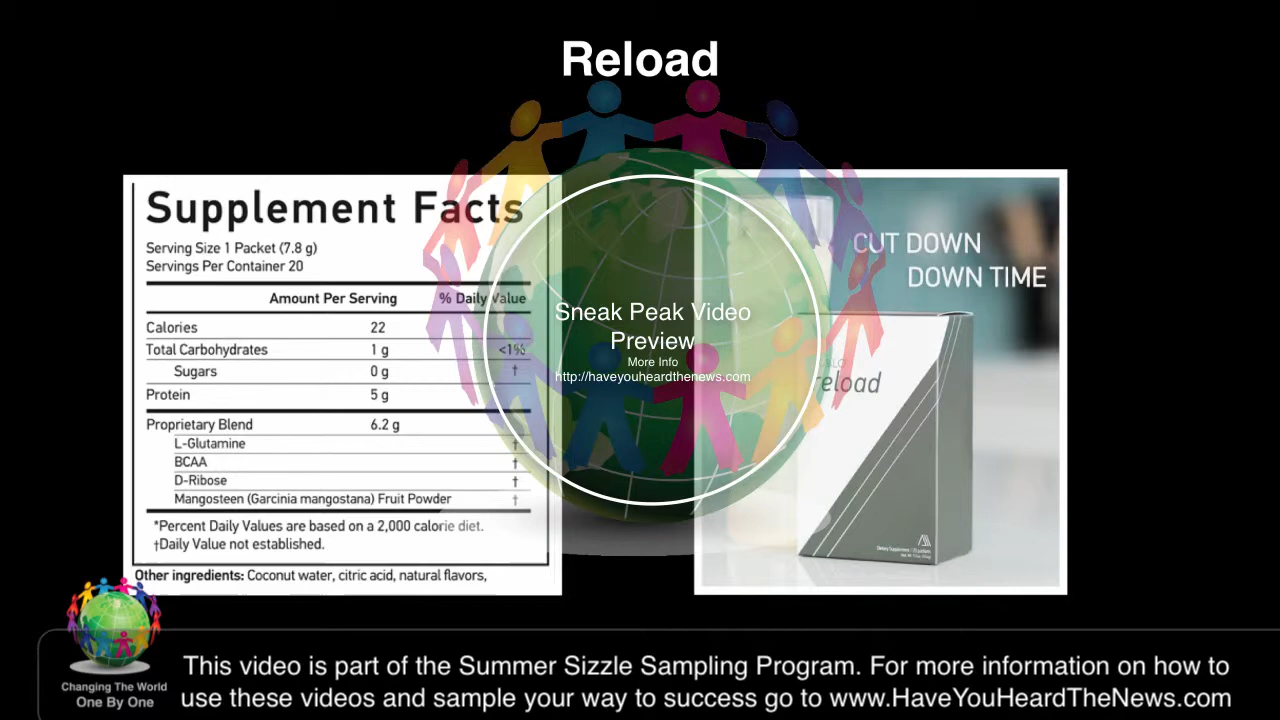 Reload
Supplement Facts
Serving Size 1 Packet (7.8 g)
Servings Per Container 20
Amount Per Serving % Daily Value
Calories 22
Total Carbohydrates 1 g <1%
Sugars 0 g †
Protein 5 g
Proprietary Blend 6.2 g
L-Glutamine †
BCAA †
D-Ribose †
Mangosteen (Garcinia mangostana) Fruit Powder †
*Percent Daily Values are based on a 2,000 calorie diet.
†Daily Value not established.
Other ingredients: Coconut water, citric acid, natural flavors,
Sneak Peak Video
Preview
More Info
http://haveyouheardthenews.com
CUT DOWN
DOWN TIME
reload
Changing The World
One By One
This video is part of the Summer Sizzle Sampling Program. For more information on how to
use these videos and sample your way to success go to www.HaveYouHeardTheNews.com